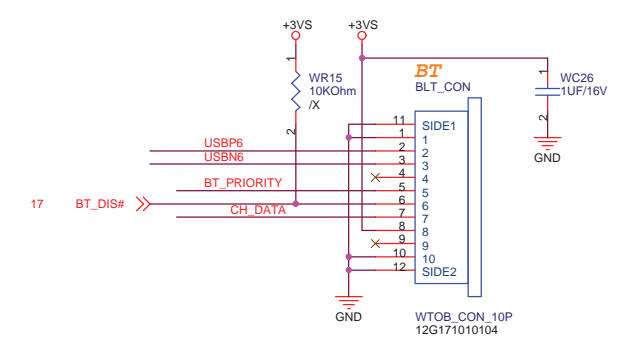 +3VS
+3VS
1
WR15
10KOhm
/X
2
BT
BLT_CON
1
WC26
1UF/16V
2
GND
11
SIDE1
1
1
USBP6
2
2
USBN6
3
3
4
4
BT_PRIORITY
5
5
17
BT_DIS#
6
6
CH_DATA
7
7
8
8
9
9
10
10
12
SIDE2
GND
WTOB_CON_10P
12G171010104